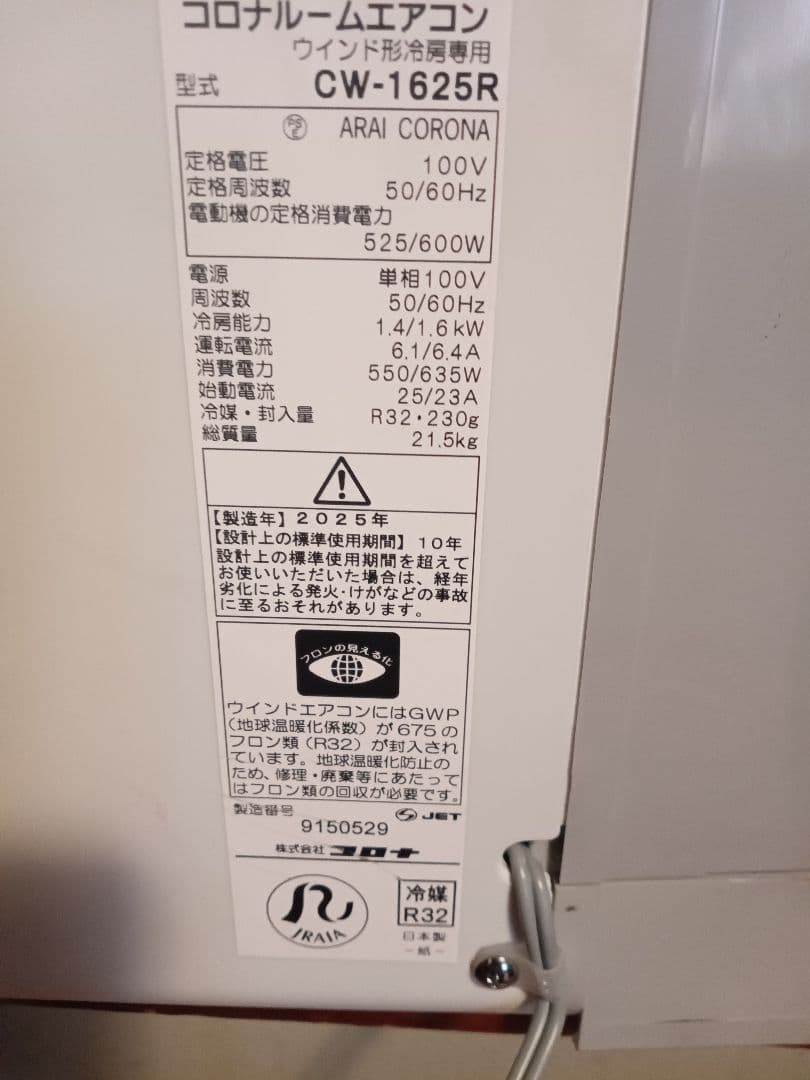 コロナルームエアコン
ウインド形冷房専用
型式 CW-1625R
PSE ARAI CORONA
定格電圧 100V
定格周波数 50/60Hz
電動機の定格消費電力
525/600W
電源 単相100V
周波数 50/60Hz
冷房能力 1.4/1.6kW
運転電流 6.1/6.4A
消費電力 550/635W
始動電流 25/23A
冷媒・封入量 R32・230g
総質量 21.5kg
【製造年】2025年
【設計上の標準使用期間】10年
設計上の標準使用期間を超えて
お使いいただいた場合は、経年
劣化による発火・けがなどの事故
に至るおそれがあります。
フロンの見える化
ウインドエアコンにはGWP
(地球温暖化係数)が675の
フロン類(R32)が封入され
ています。地球温暖化防止の
ため、修理・廃棄等にあたって
はフロン類の回収が必要です。
製造番号 JET
9150529
株式会社 コロナ
JRAIA
冷媒
R32
日本製
-紙-